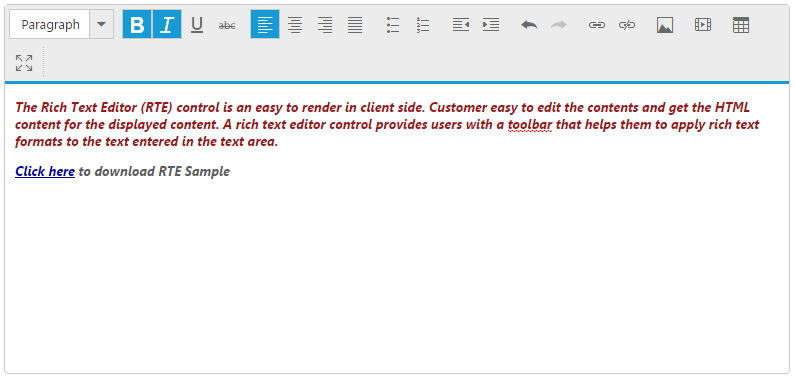 Paragraph B I U abc
The Rich Text Editor (RTE) control is an easy to render in client side. Customer easy to edit the contents and get the HTML
content for the displayed content. A rich text editor control provides users with a toolbar that helps them to apply rich text
formats to the text entered in the text area.
Click here to download RTE Sample